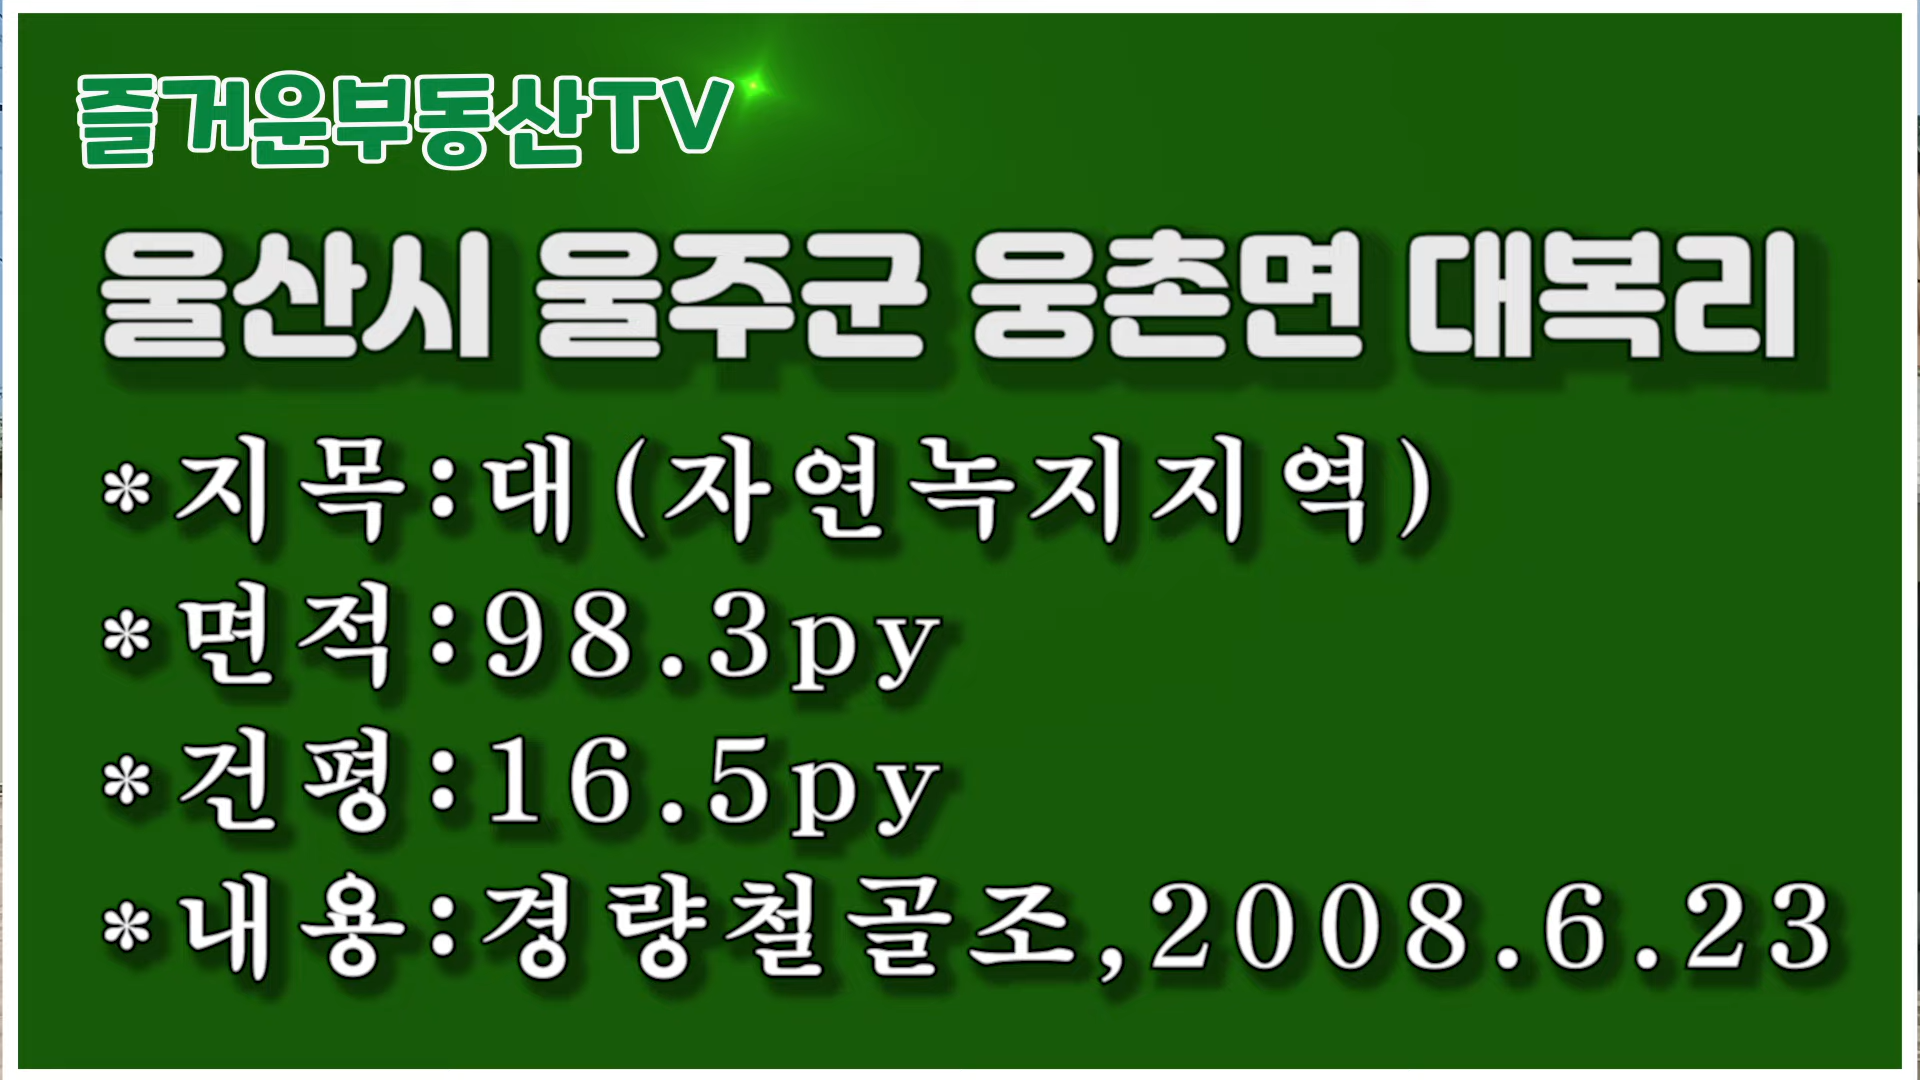 즐거운부동산TV
울산시 울주군 웅촌면 대복리
*지목:대(자연녹지지역)
*면적:98.3py
*건평:16.5py
*내용:경량철골조,2008.6.23